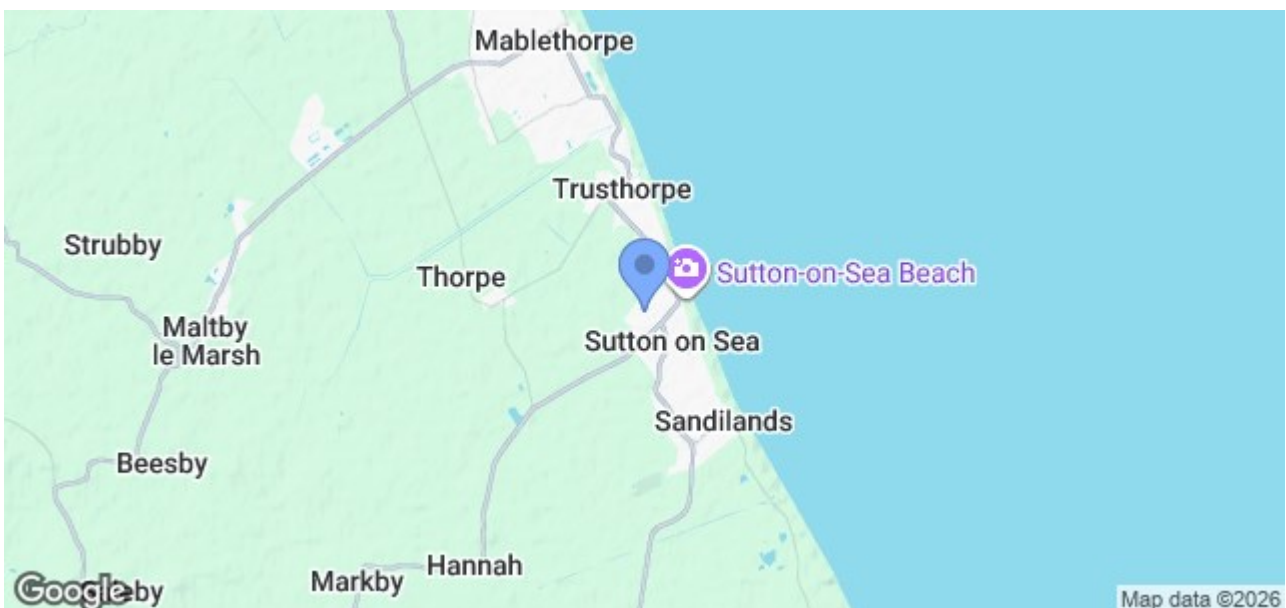 Mablethorpe
Trusthorpe
Strubby
Thorpe
Sutton-on-Sea Beach
Maltby
le Marsh
Sutton on Sea
Sandilands
Beesby
Hannah
Markby
Google
Map data ©2026